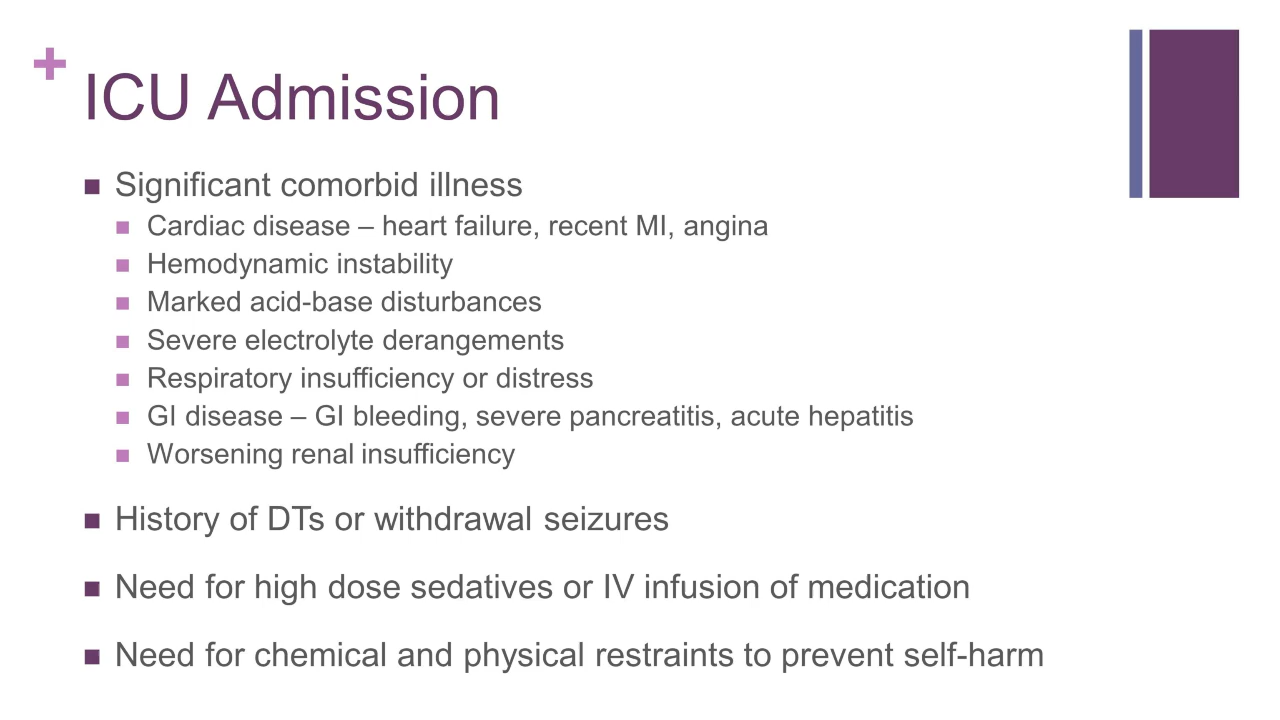 ICU Admission
Significant comorbid illness
Cardiac disease – heart failure, recent MI, angina
Hemodynamic instability
Marked acid-base disturbances
Severe electrolyte derangements
Respiratory insufficiency or distress
GI disease – GI bleeding, severe pancreatitis, acute hepatitis
Worsening renal insufficiency
History of DTs or withdrawal seizures
Need for high dose sedatives or IV infusion of medication
Need for chemical and physical restraints to prevent self-harm